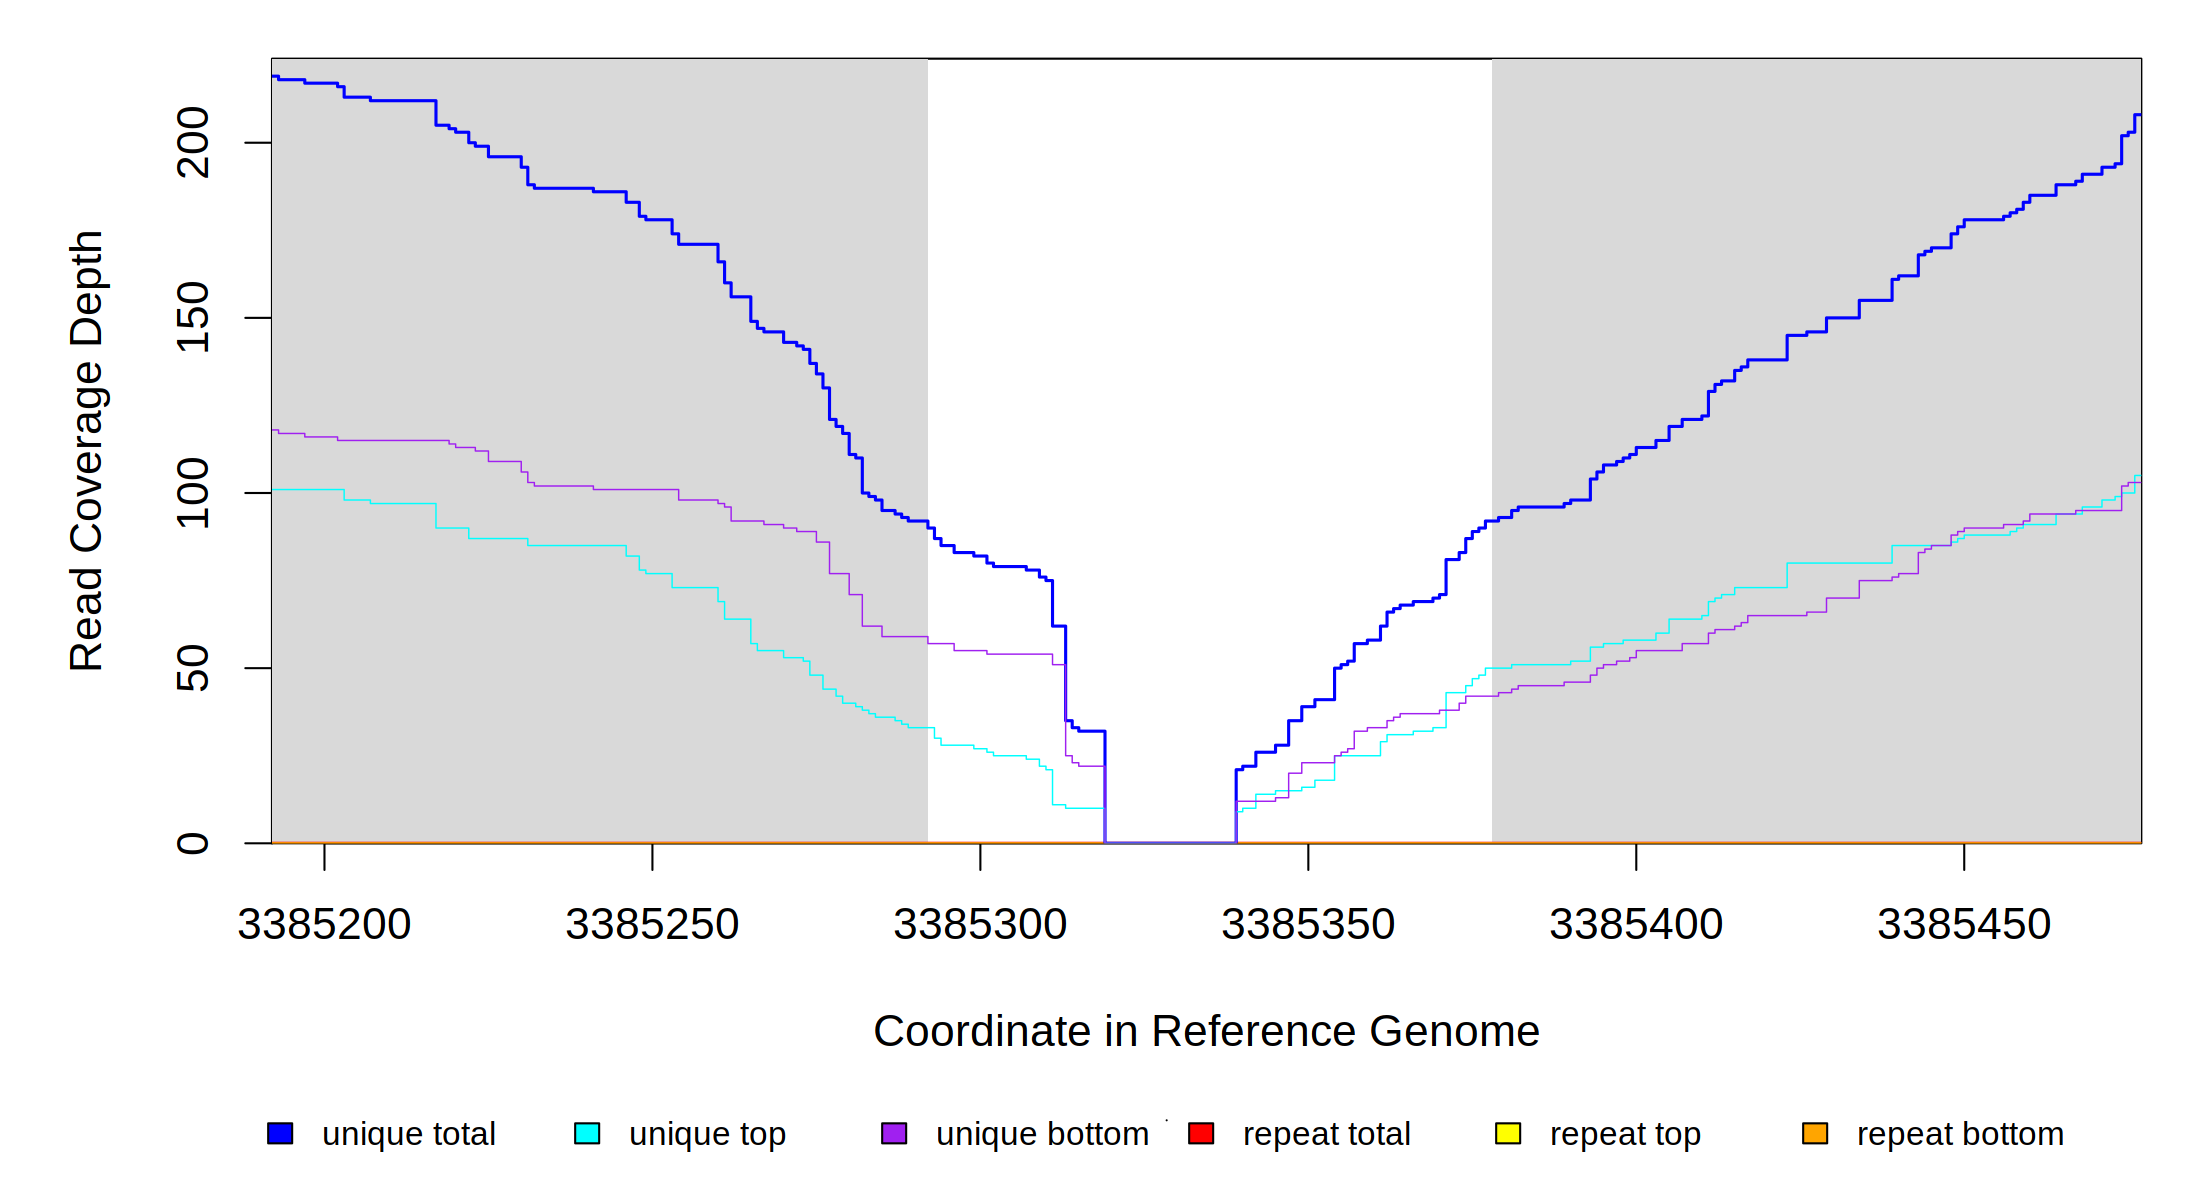 Read Coverage Depth
200
150
100
50
0
3385200 3385250 3385300 3385350 3385400 3385450
Coordinate in Reference Genome
unique total unique top unique bottom repeat total repeat top repeat bottom